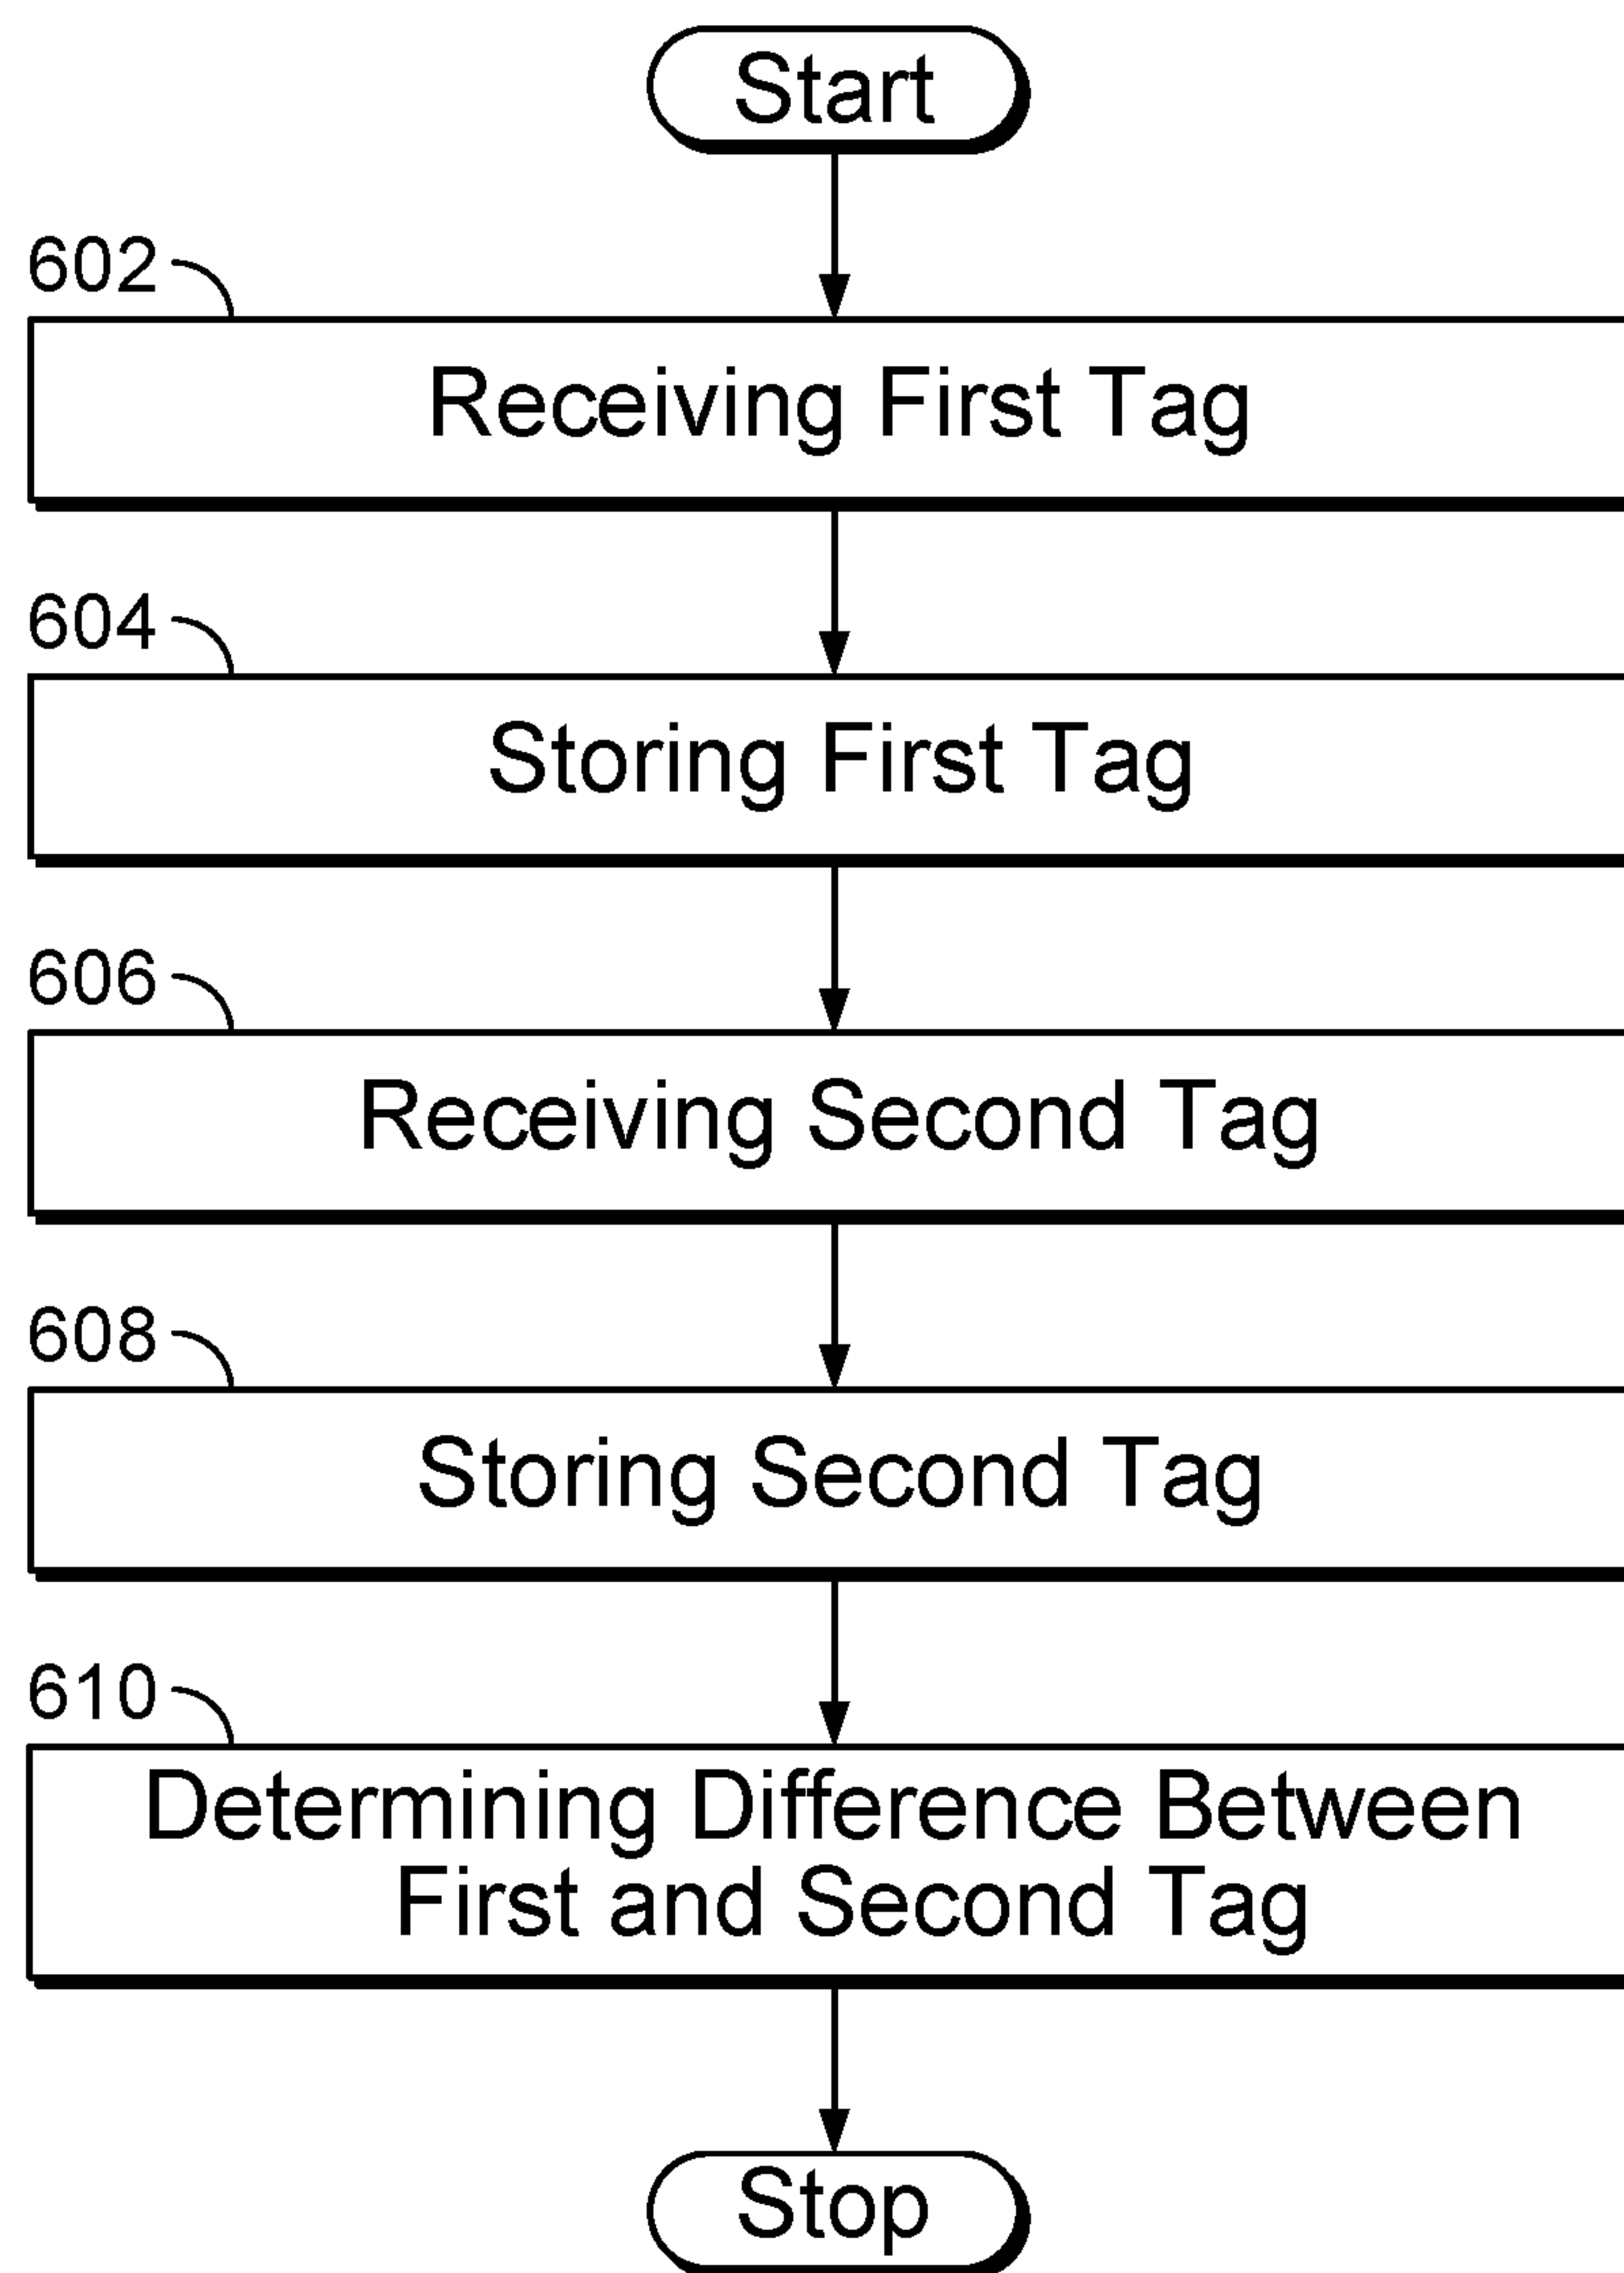 Start
602
Receiving First Tag
604
Storing First Tag
606
Receiving Second Tag
608
Storing Second Tag
610
Determining Difference Between
First and Second Tag
Stop